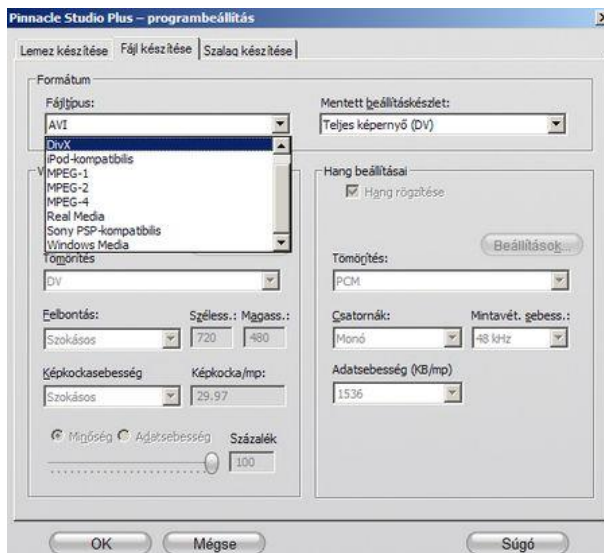 Pinnacle Studio Plus – programbeállítás
Lemez készítése Fájl készítése Szalag készítése
Formátum
Fájltípus: Mentett beállításkészlet:
AVI Teljes képernyő (DV)
DivX
iPod-kompatibilis
MPEG-1
MPEG-2
MPEG-4
Real Media
Sony PSP-kompatibilis
Windows Media
Hang beállításai
Hang rögzítése
Beállítások...
Tömörítés Tömörítés:
DV PCM
Felbontás: Széless.: Magass.: Csatornák: Mintavét. sebess.:
Szokásos 720 480 Monó 48 kHz
Képkockasebesség Képkocka/mp: Adatsebesség (KB/mp)
Szokásos 29.97 1536
Minőség Adatsebesség Százalék
100
OK Mégse Súgó